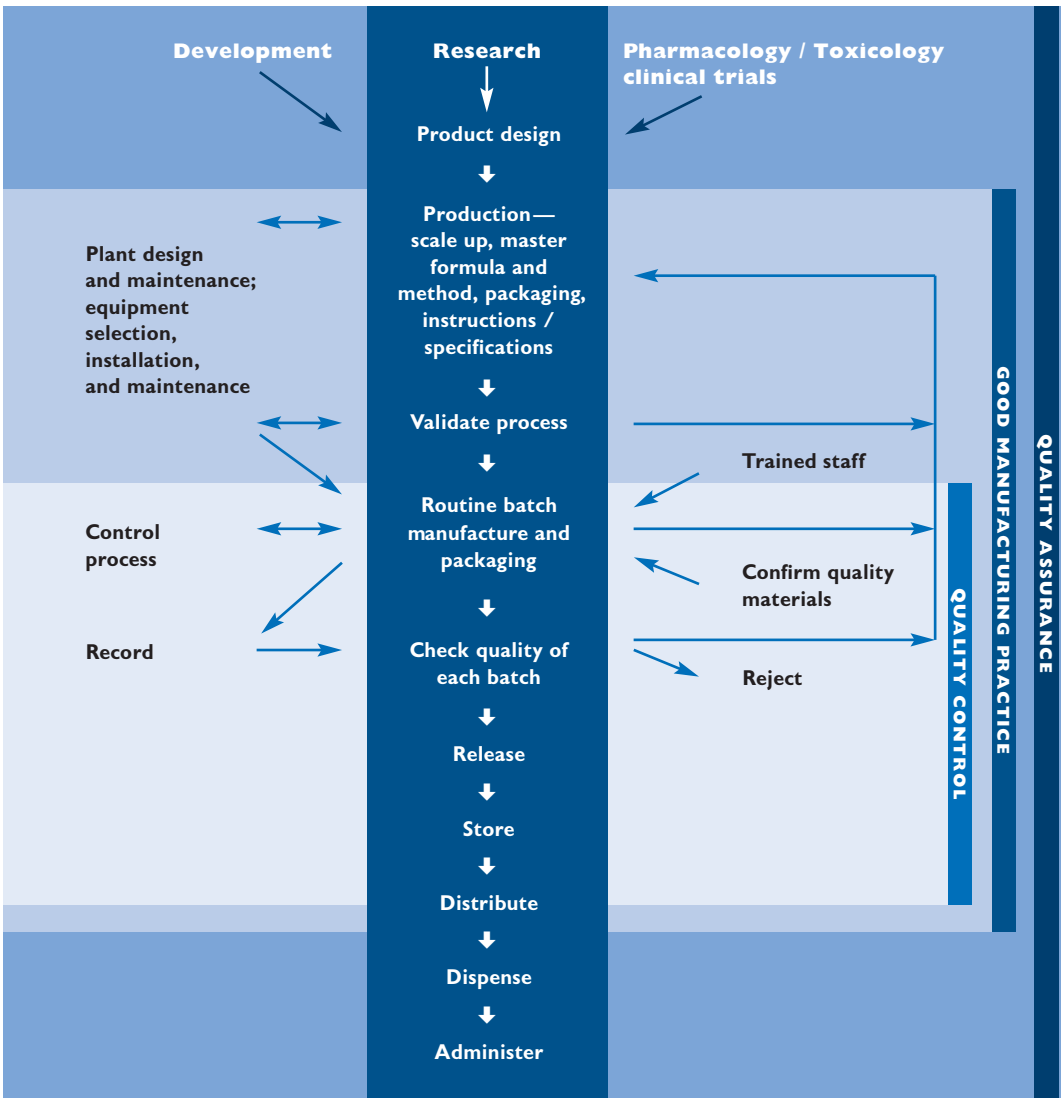 Development
Research
Pharmacology / Toxicology
clinical trials
Product design
Production—
scale up, master
formula and
method, packaging,
instructions /
specifications
Plant design
and maintenance;
equipment
selection,
installation,
and maintenance
Validate process
Trained staff
Routine batch
manufacture and
packaging
Control
process
Confirm quality
materials
Record
Check quality of
each batch
Reject
Release
Store
Distribute
Dispense
Administer
QUALITY CONTROL
GOOD MANUFACTURING PRACTICE
QUALITY ASSURANCE